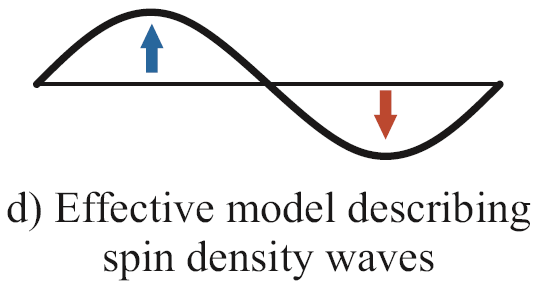 d) Effective model describing
spin density waves